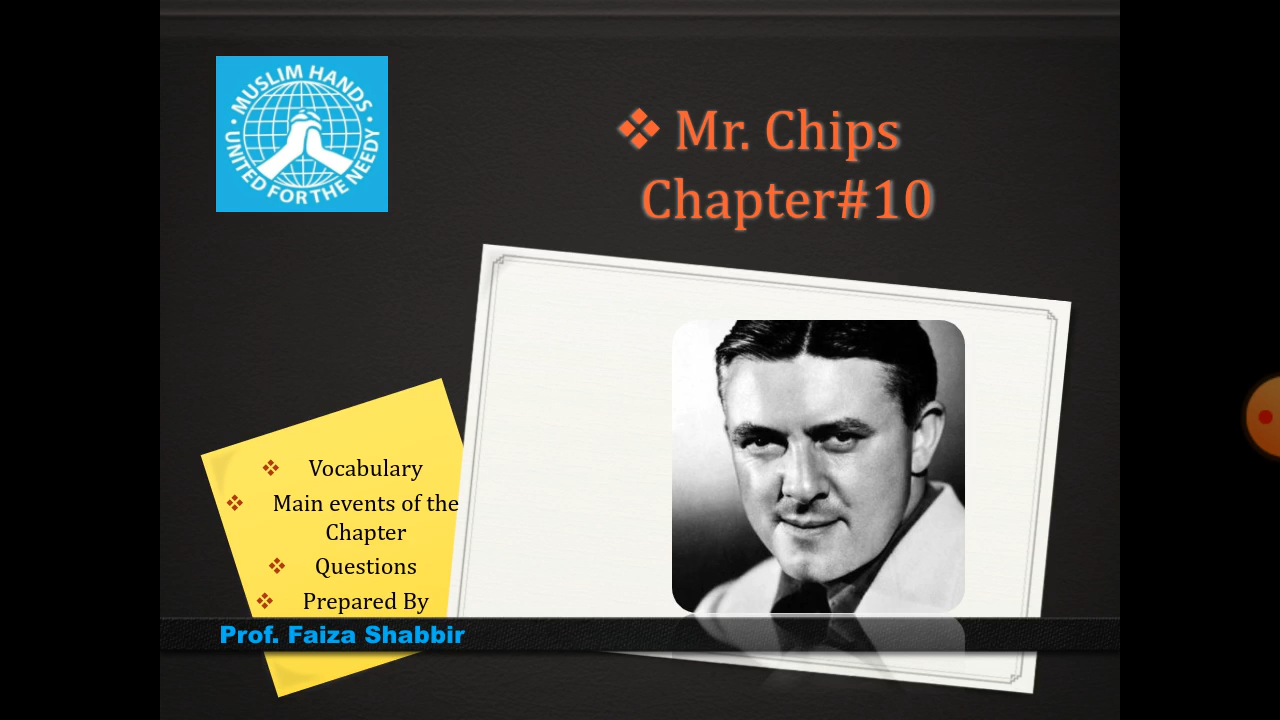 MUSLIM HANDS
UNITED FOR THE NEEDY
❖ Mr. Chips
Chapter#10
❖ Vocabulary
❖ Main events of the
Chapter
❖ Questions
❖ Prepared By
Prof. Faiza Shabbir